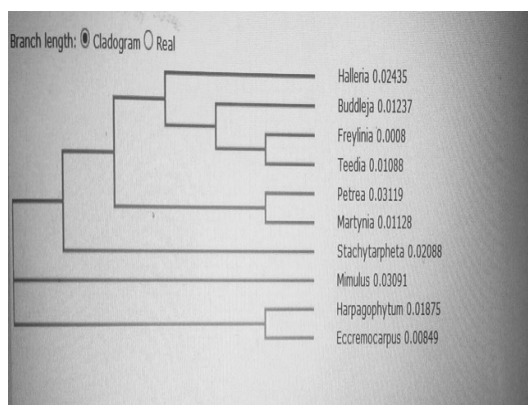 Branch length: Cladogram Real
Halleria 0.02435
Buddleja 0.01237
Freylinia 0.0008
Teedia 0.01088
Petrea 0.03119
Martynia 0.01128
Stachytarpheta 0.02088
Mimulus 0.03091
Harpagophytum 0.01875
Eccremocarpus 0.00849